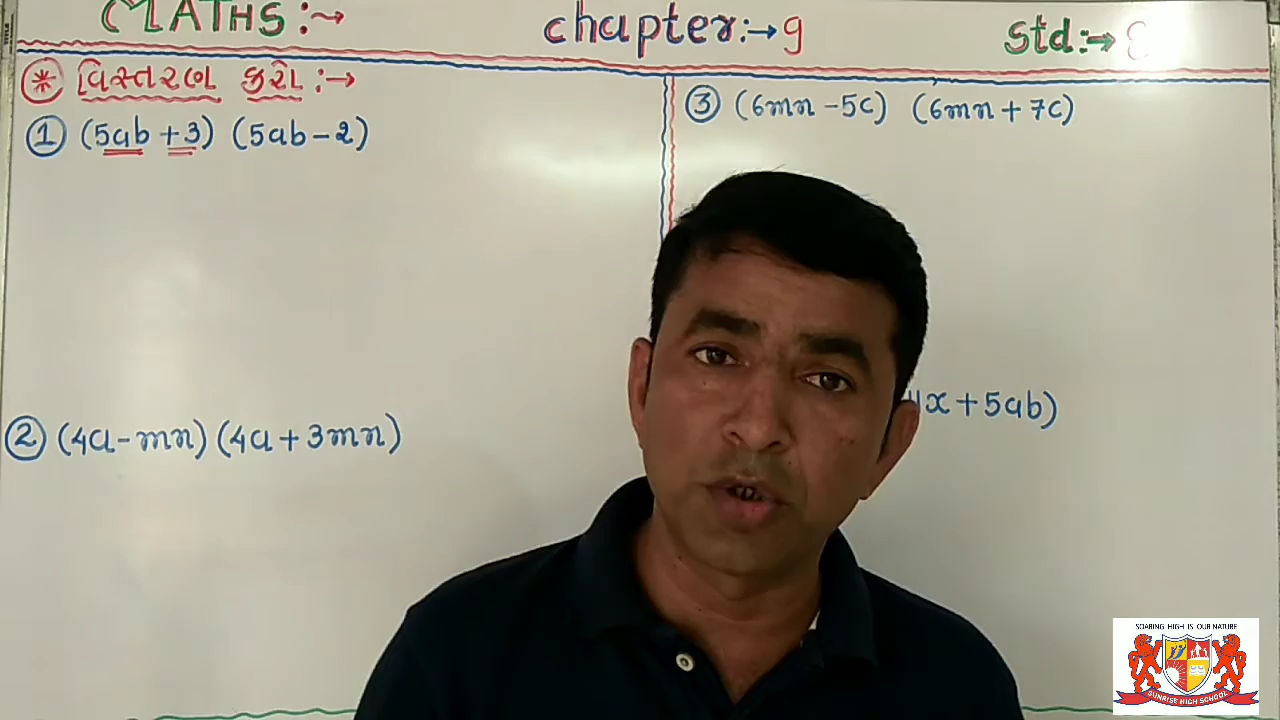 MATHS:→ chapter:→9 Std:→
* વિસ્તરણ કરો :→
① (5ab + 3) (5ab - 2)
② (4a - mn) (4a + 3mn)
③ (6mn - 5c) (6mn + 7c)
4x + 5ab)
SOARING HIGH IS OUR NATURE
SUNRISE HIGH SCHOOL